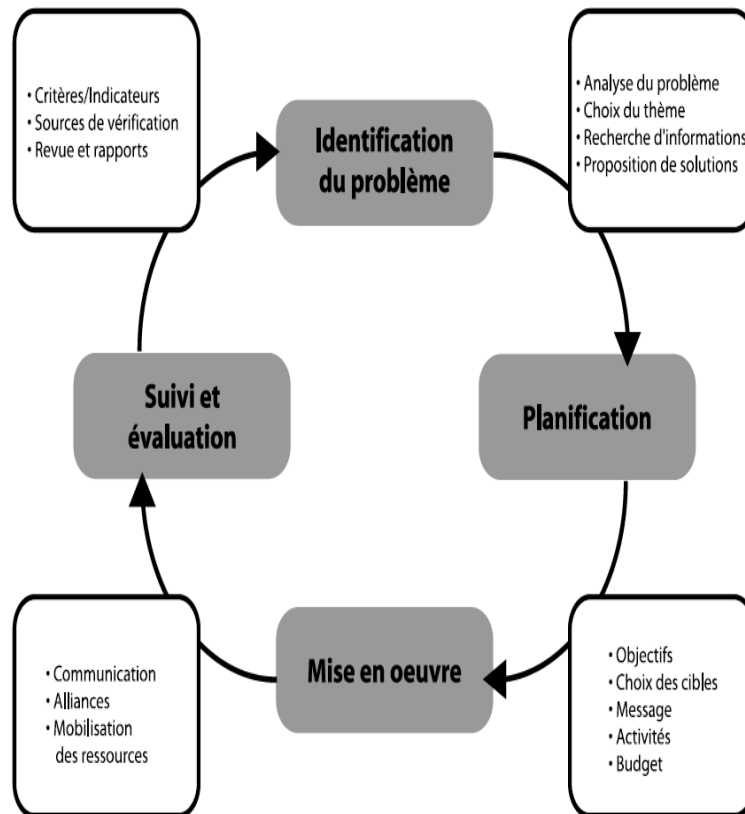 • Critères/Indicateurs
• Sources de vérification
• Revue et rapports
Identification
du problème
• Analyse du problème
• Choix du thème
• Recherche d'informations
• Proposition de solutions
Suivi et
évaluation
Planification
• Communication
• Alliances
• Mobilisation
des ressources
Mise en oeuvre
• Objectifs
• Choix des cibles
• Message
• Activités
• Budget